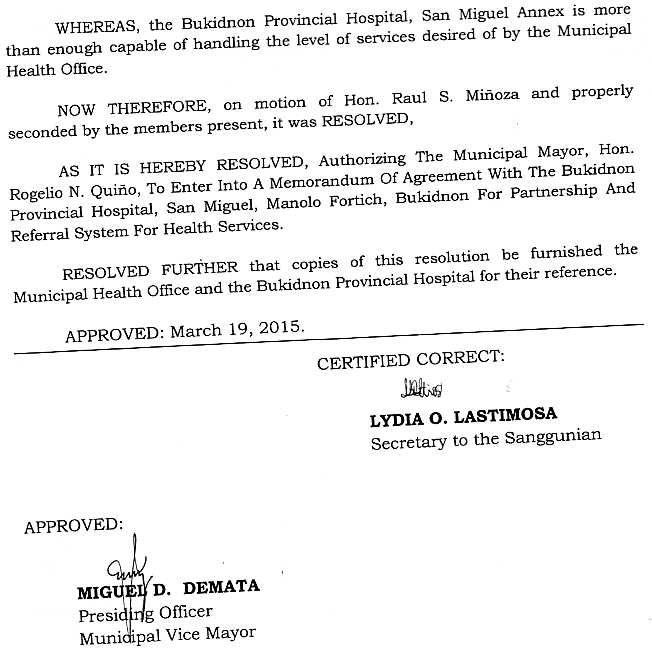 WHEREAS, the Bukidnon Provincial Hospital, San Miguel Annex is more
than enough capable of handling the level of services desired of by the Municipal
Health Office.
NOW THEREFORE, on motion of Hon. Raul S. Miñoza and properly
seconded by the members present, it was RESOLVED,
AS IT IS HEREBY RESOLVED, Authorizing The Municipal Mayor, Hon.
Rogelio N. Quiño, To Enter Into A Memorandum Of Agreement With The Bukidnon
Provincial Hospital, San Miguel, Manolo Fortich, Bukidnon For Partnership And
Referral System For Health Services.
RESOLVED FURTHER that copies of this resolution be furnished the
Municipal Health Office and the Bukidnon Provincial Hospital for their reference.
APPROVED: March 19, 2015.
CERTIFIED CORRECT:
LYDIA O. LASTIMOSA
Secretary to the Sanggunian
APPROVED:
MIGUEL D. DEMATA
Presiding Officer
Municipal Vice Mayor